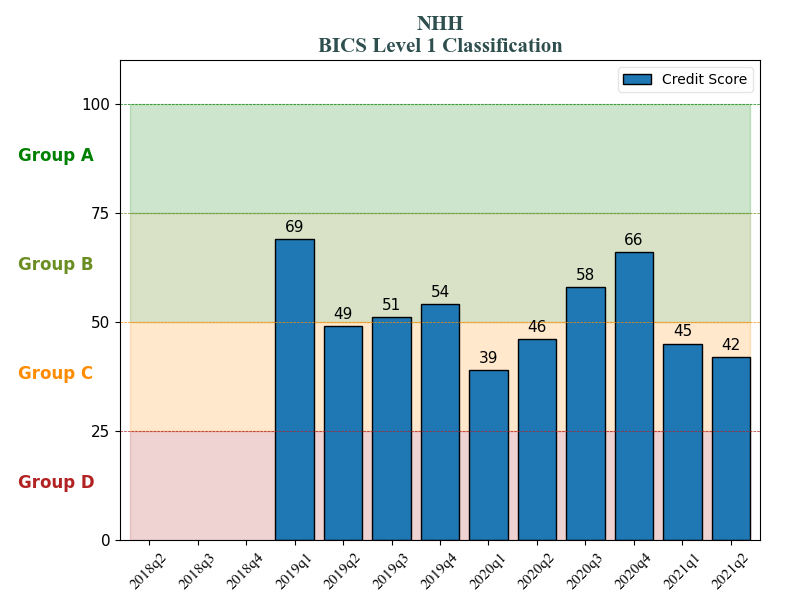 NHH
BICS Level 1 Classification
Credit Score
100
Group A
75
69
66
Group B
58
54
51
49
50
46
45
42
39
Group C
25
Group D
0
2018q2 2018q3 2018q4 2019q1 2019q2 2019q3 2019q4 2020q1 2020q2 2020q3 2020q4 2021q1 2021q2